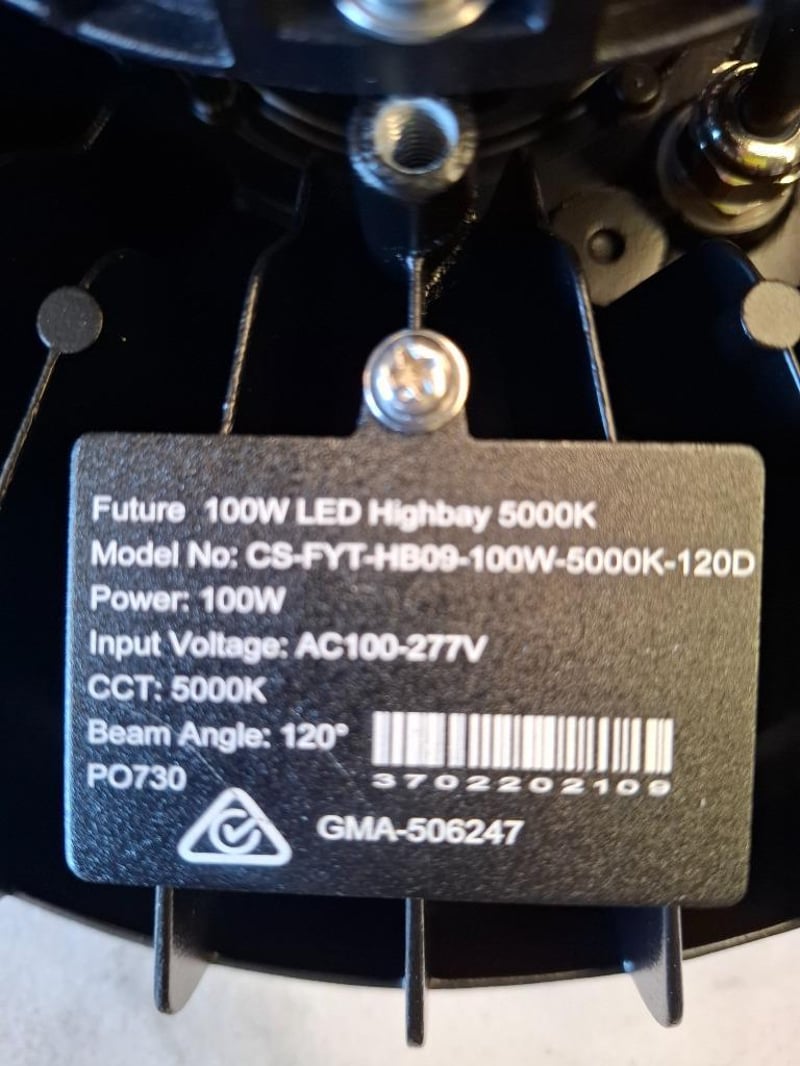 Future 100W LED Highbay 5000K
Model No: CS-FYT-HB09-100W-5000K-120D
Power: 100W
Input Voltage: AC100-277V
CCT: 5000K
Beam Angle: 120°
PO730
3702202109
GMA-506247